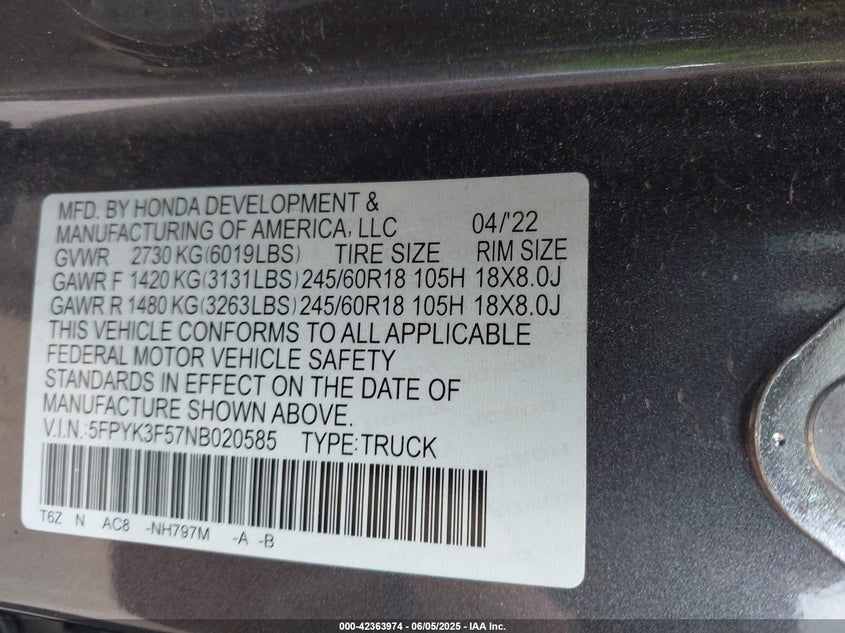 MFD. BY HONDA DEVELOPMENT &
MANUFACTURING OF AMERICA, LLC 04/'22
GVWR 2730 KG(6019LBS) TIRE SIZE RIM SIZE
GAWR F 1420 KG(3131LBS) 245/60R18 105H 18X8.0J
GAWR R 1480 KG(3263LBS) 245/60R18 105H 18X8.0J
THIS VEHICLE CONFORMS TO ALL APPLICABLE
FEDERAL MOTOR VEHICLE SAFETY
STANDARDS IN EFFECT ON THE DATE OF
MANUFACTURE SHOWN ABOVE.
V.I.N.:5FPYK3F57NB020585 TYPE:TRUCK
T6Z N AC8 -NH797M -A -B
000-42363974 - 06/05/2025 - IAA Inc.